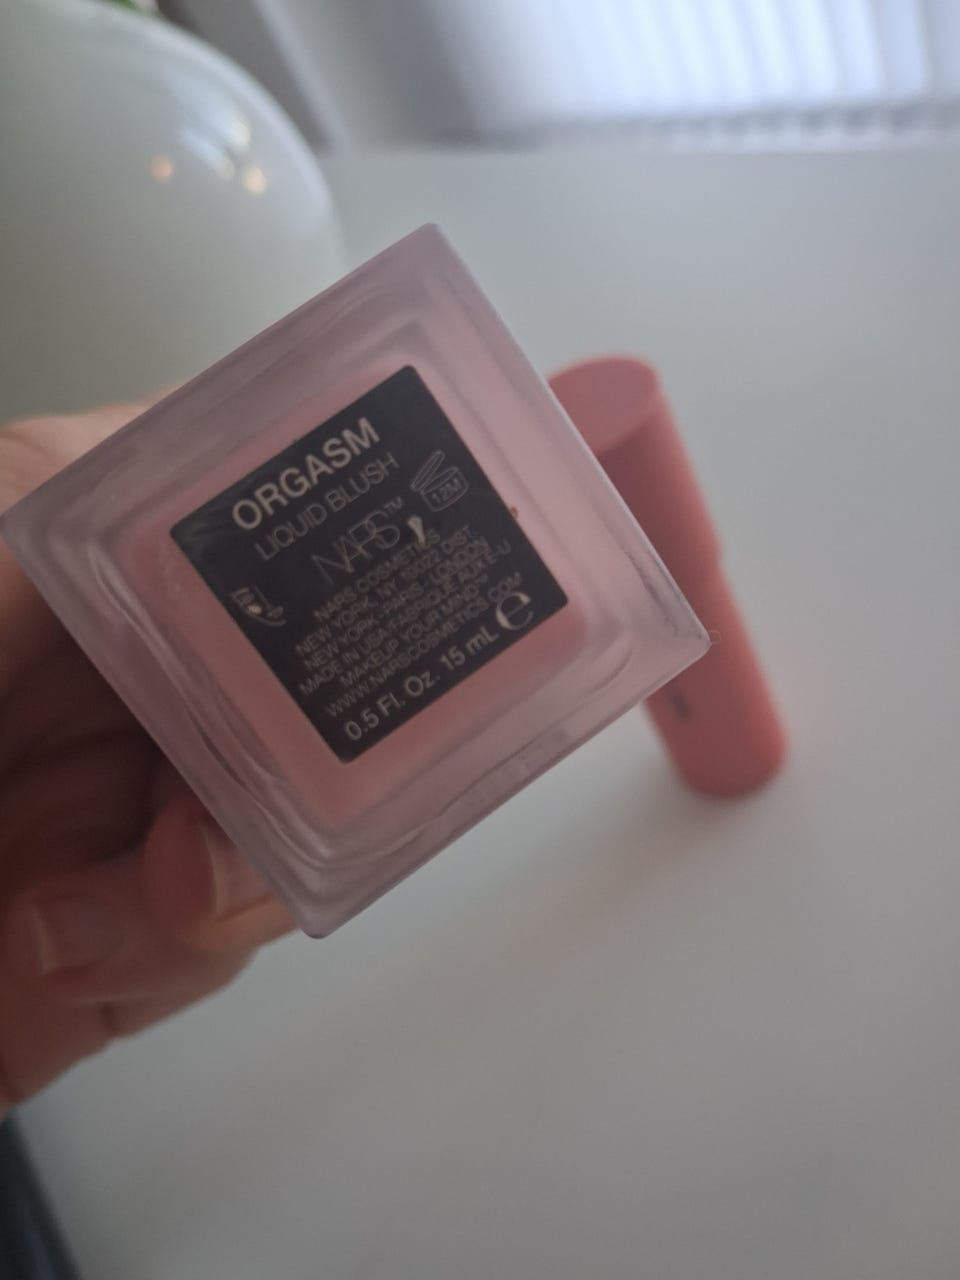 ORGASM
LIQUID BLUSH
NARS™
12M
NARS COSMETICS
NEW YORK, NY 10022 DIST.
NEW YORK - PARIS - LONDON
MADE IN USA/FABRIQUÉ AUX É-U
MAKEUP YOUR MIND
WWW.NARSCOSMETICS.COM
0.5 Fl. Oz. 15 mL e